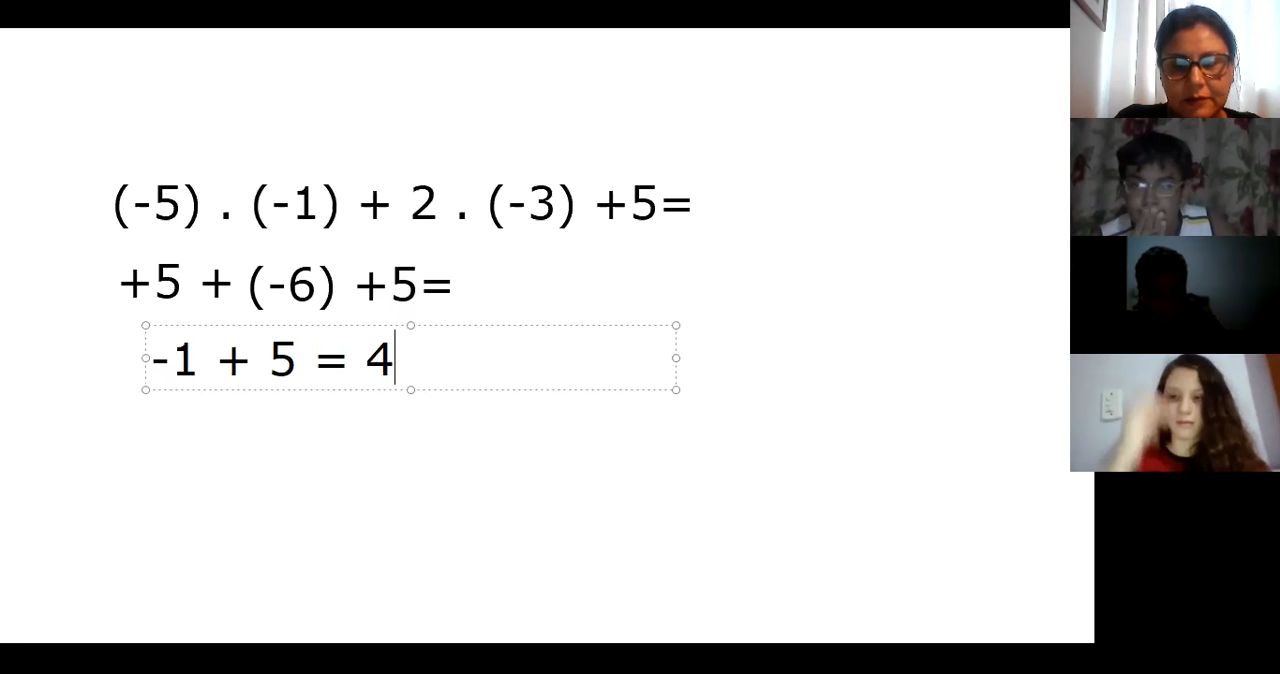 (-5) . (-1) + 2 . (-3) +5=
+5 + (-6) +5=
-1 + 5 = 4